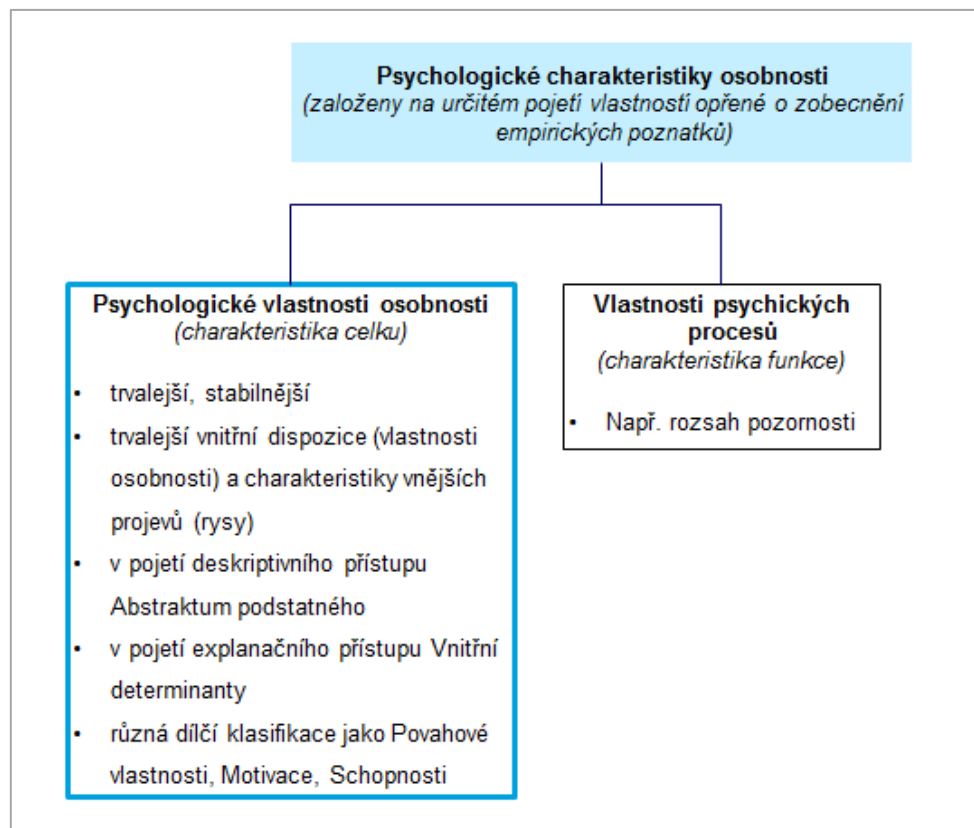 Psychologické charakteristiky osobnosti
(založeny na určitém pojetí vlastností opřené o zobecnění
empirických poznatků)
Psychologické vlastnosti osobnosti
(charakteristika celku)
• trvalejší, stabilnější
• trvalejší vnitřní dispozice (vlastnosti
osobnosti) a charakteristiky vnějších
projevů (rysy)
• v pojetí deskriptivního přístupu
Abstraktum podstatného
• v pojetí explanačního přístupu Vnitřní
determinanty
• různá dílčí klasifikace jako Povahové
vlastnosti, Motivace, Schopnosti
Vlastnosti psychických
procesů
(charakteristika funkce)
• Např. rozsah pozornosti